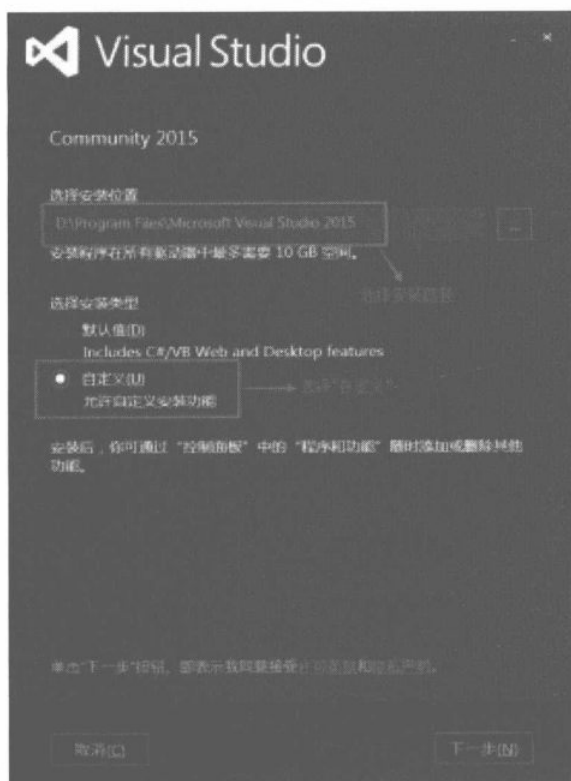 Visual Studio
Community 2015
选择安装位置
D:\Program Files\Microsoft Visual Studio 2015
...
安装程序在所有驱动器中最多需要 10 GB 空间。
选择安装路径
选择安装类型
默认值(D)
Includes C#/VB Web and Desktop features
自定义(U)
选择“自定义”
允许自定义安装功能
安装后，你可通过“控制面板”中的“程序和功能”随时添加或删除其他
功能。
单击“下一步”按钮，即表示我同意接受许可条款和隐私声明。
取消(C)
下一步(N)